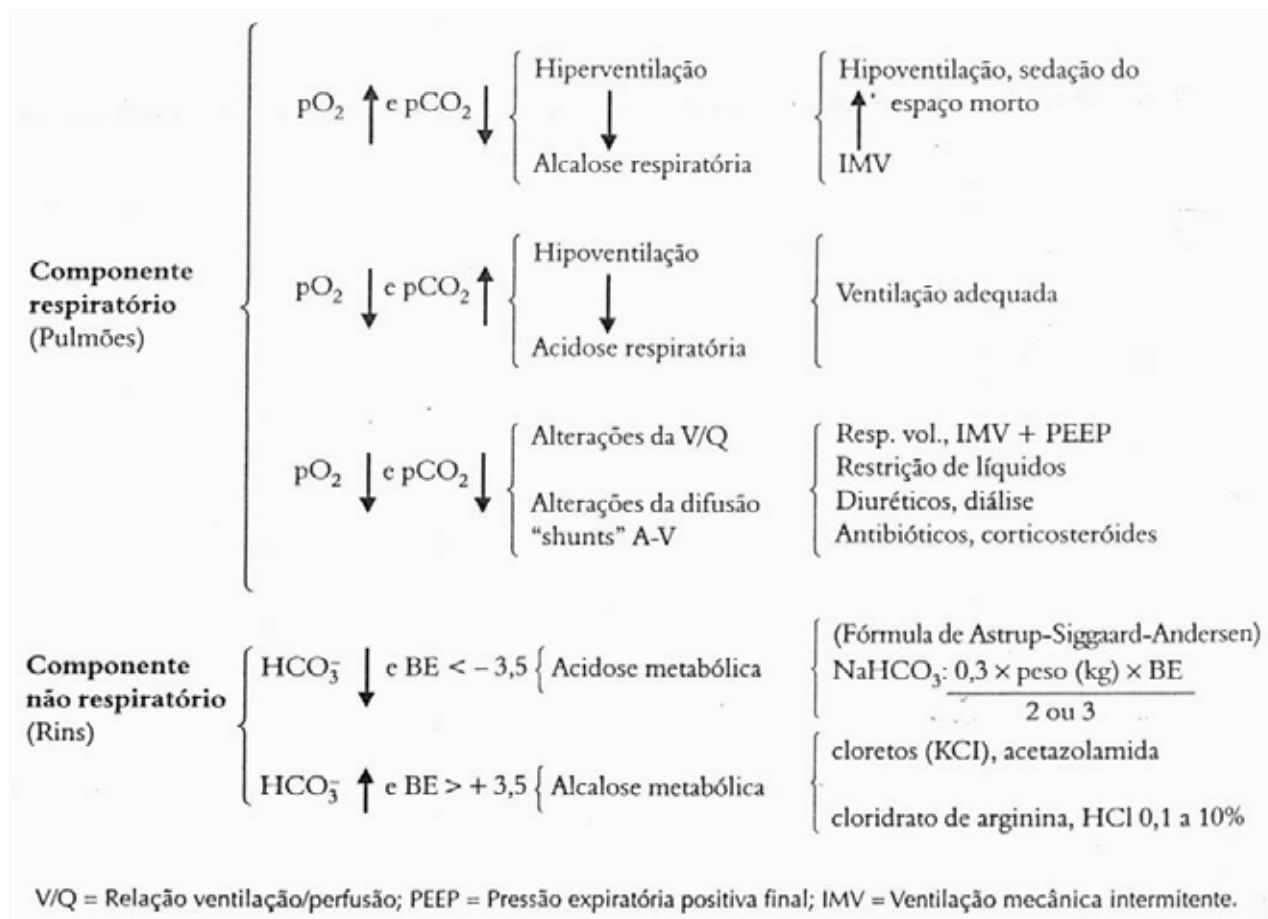 pO₂ ↑ e pCO₂ ↓
Hiperventilação
↓
Alcalose respiratória
Hipoventilação, sedação do
↑ espaço morto
IMV
Componente
respiratório
(Pulmões)
pO₂ ↓ e pCO₂ ↑
Hipoventilação
↓
Acidose respiratória
Ventilação adequada
pO₂ ↓ e pCO₂ ↓
Alterações da V/Q
Alterações da difusão
“shunts” A-V
Resp. vol., IMV + PEEP
Restrição de líquidos
Diuréticos, diálise
Antibióticos, corticosteróides
Componente
não respiratório
(Rins)
HCO₃⁻ ↓ e BE < – 3,5 { Acidose metabólica
(Fórmula de Astrup-Siggaard-Andersen)
NaHCO₃: 0,3 × peso (kg) × BE
2 ou 3
HCO₃⁻ ↑ e BE > + 3,5 { Alcalose metabólica
cloretos (KCI), acetazolamida
cloridrato de arginina, HCl 0,1 a 10%
V/Q = Relação ventilação/perfusão; PEEP = Pressão expiratória positiva final; IMV = Ventilação mecânica intermitente.